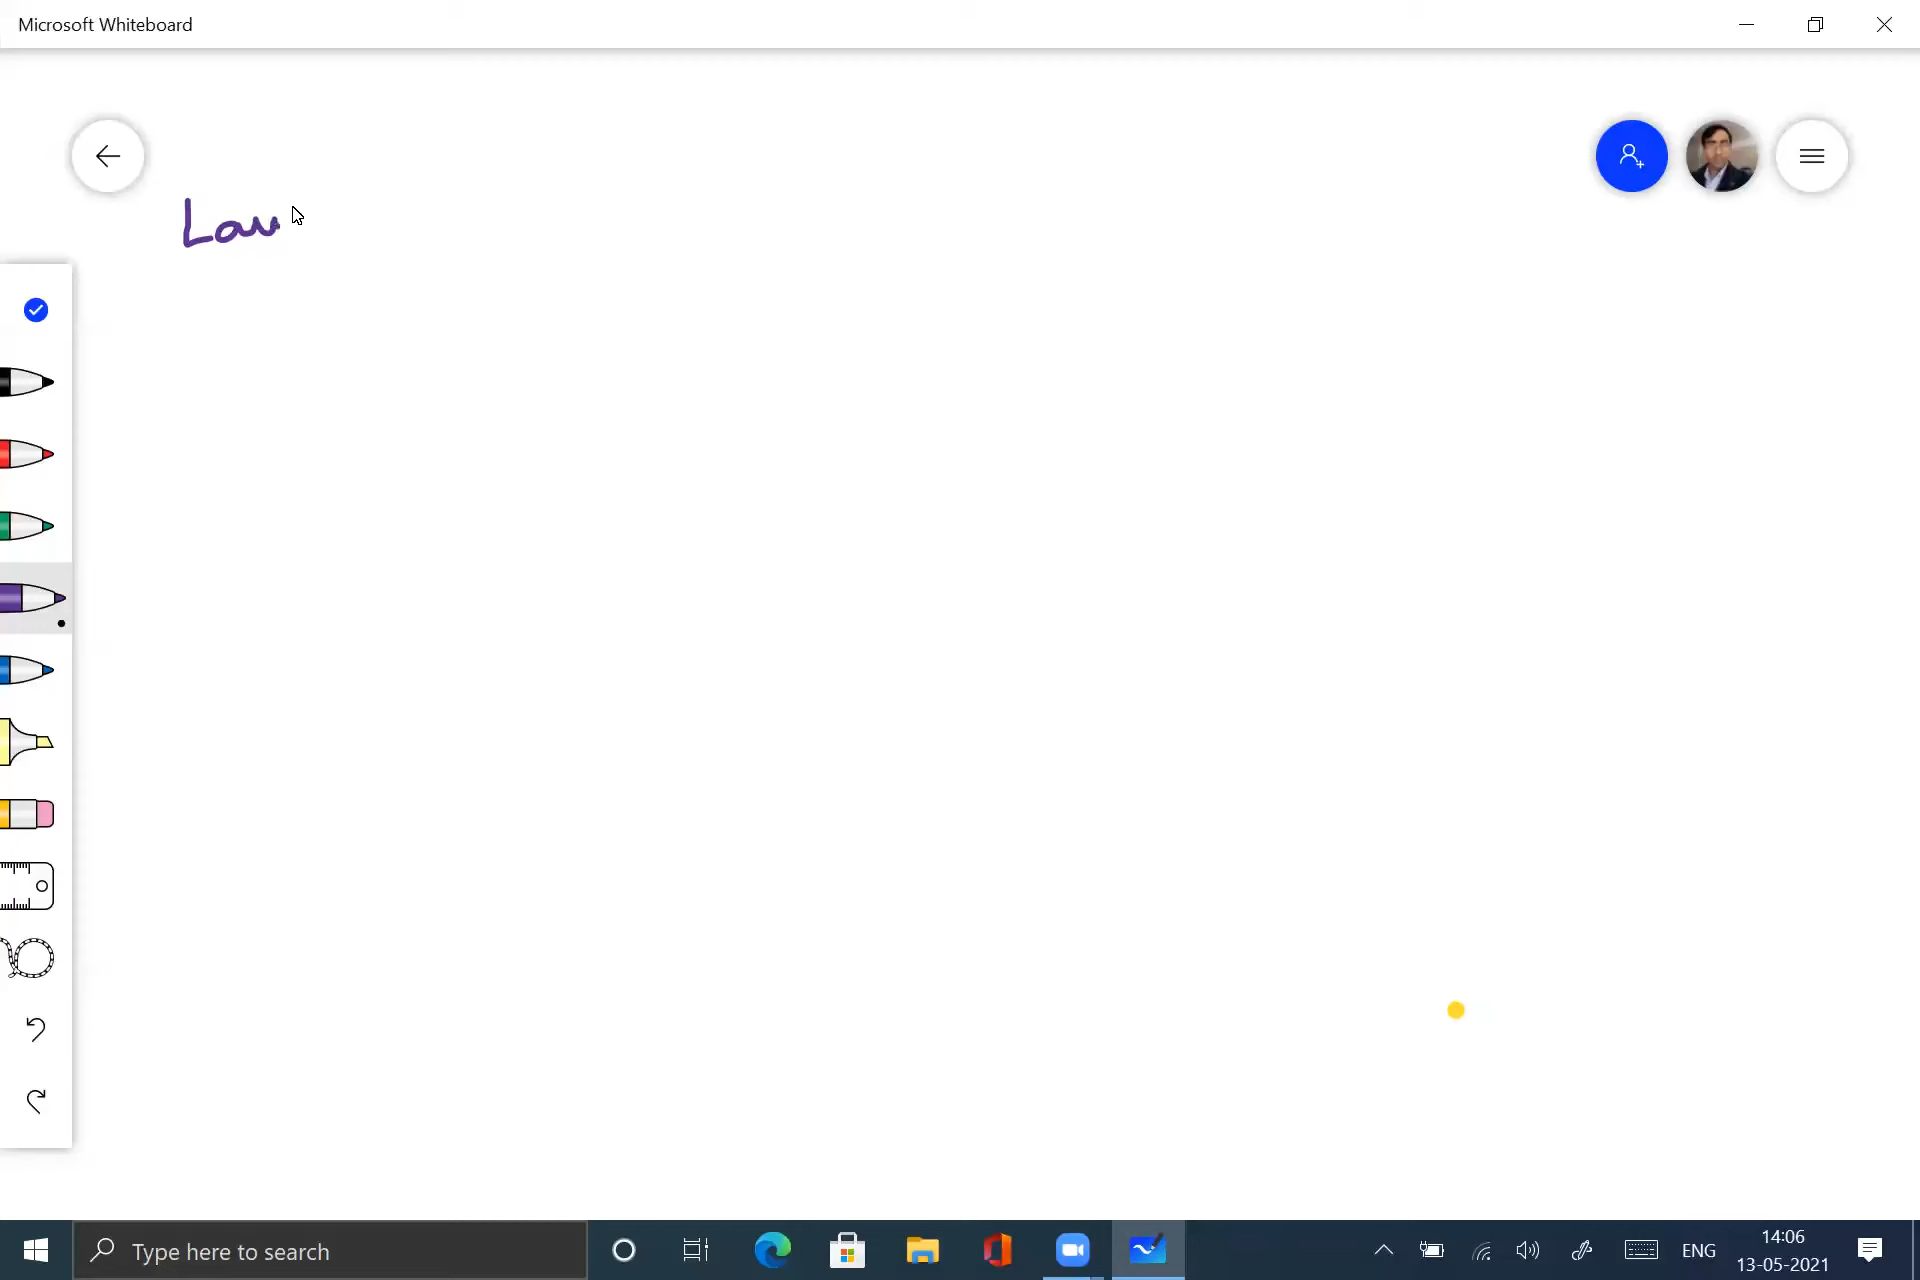 Microsoft Whiteboard
Law
Type here to search
ENG
14:06
13-05-2021